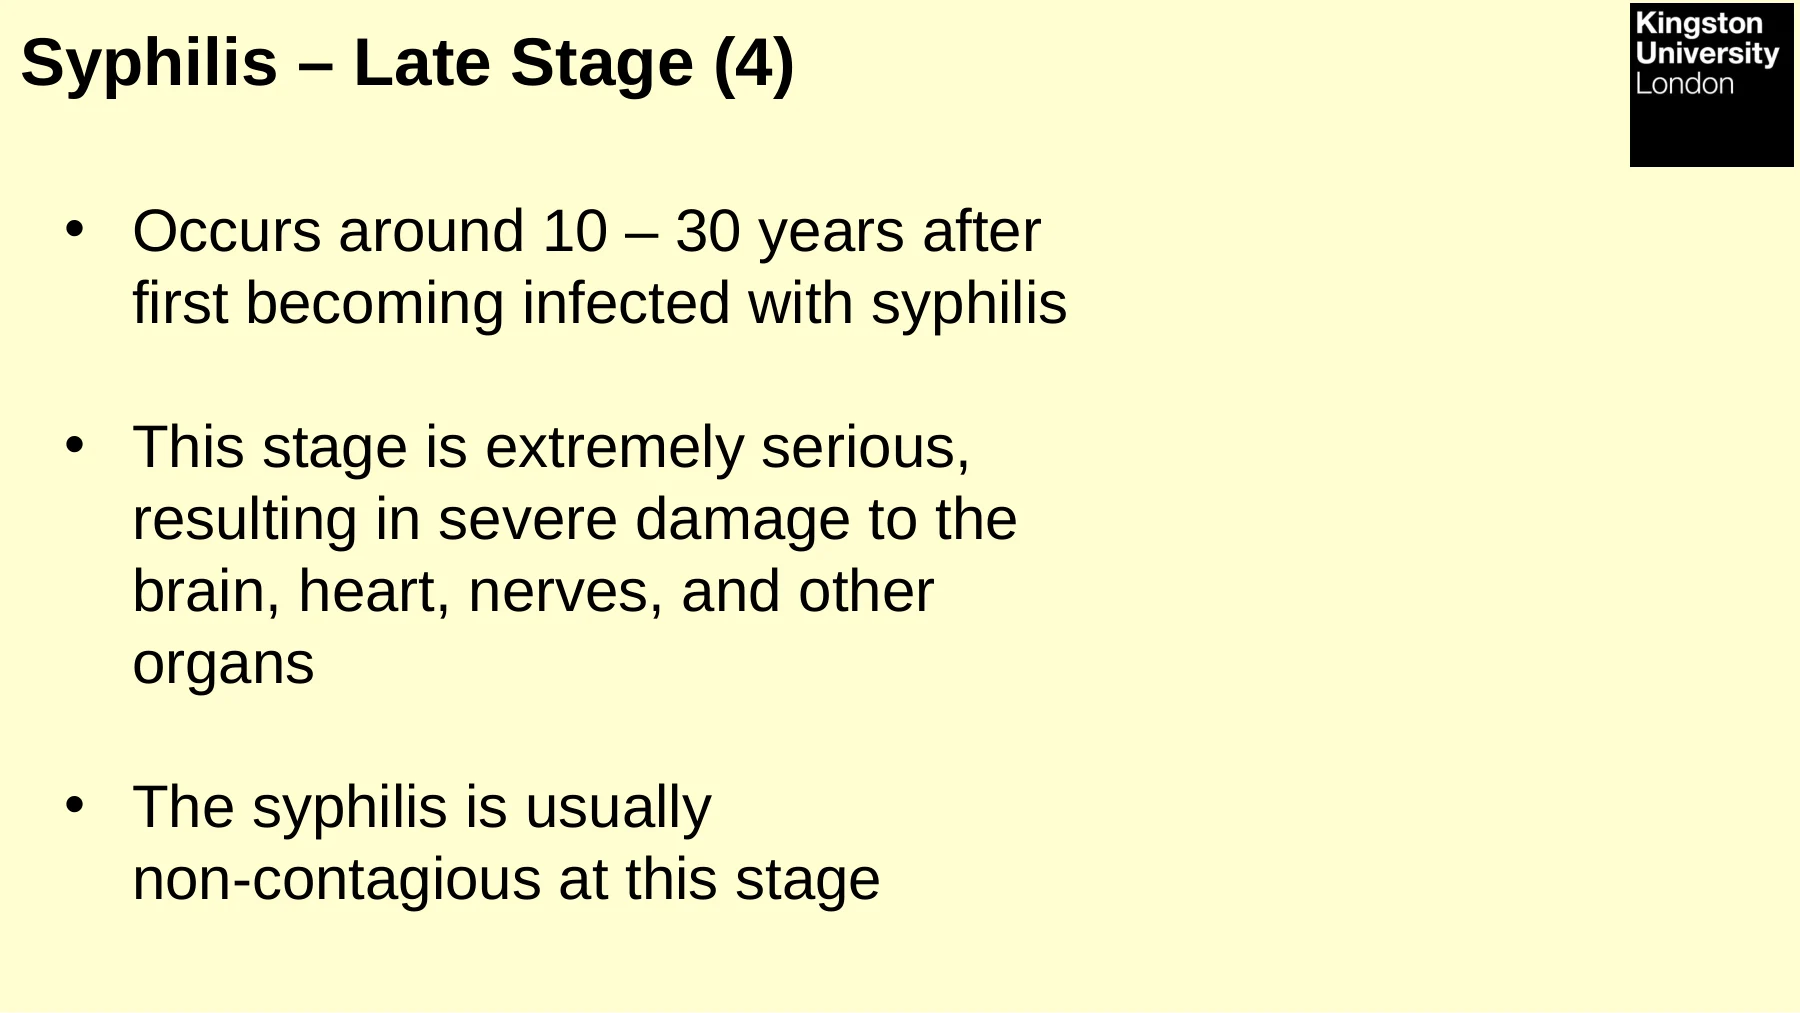 Syphilis – Late Stage (4)
Kingston
University
London
• Occurs around 10 – 30 years after
first becoming infected with syphilis
• This stage is extremely serious,
resulting in severe damage to the
brain, heart, nerves, and other
organs
• The syphilis is usually
non-contagious at this stage